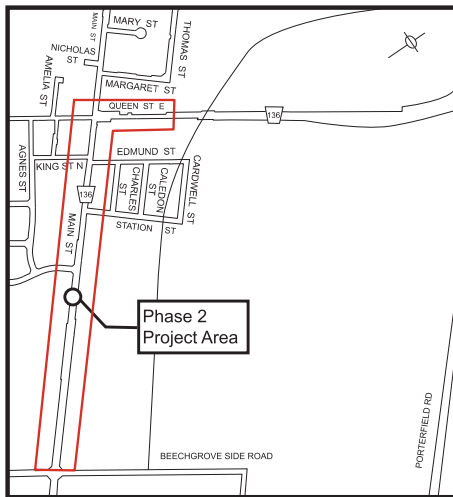 MAIN ST
MARY ST
THOMAS ST
NICHOLAS
ST
AMELIA ST
MARGARET ST
QUEEN ST E
136
AGNES ST
EDMUND ST
KING ST N
CHARLES
ST
CALEDON
ST
CARDWELL ST
136
MAIN ST
STATION ST
Phase 2
Project Area
PORTERFIELD RD
BEECHGROVE SIDE ROAD